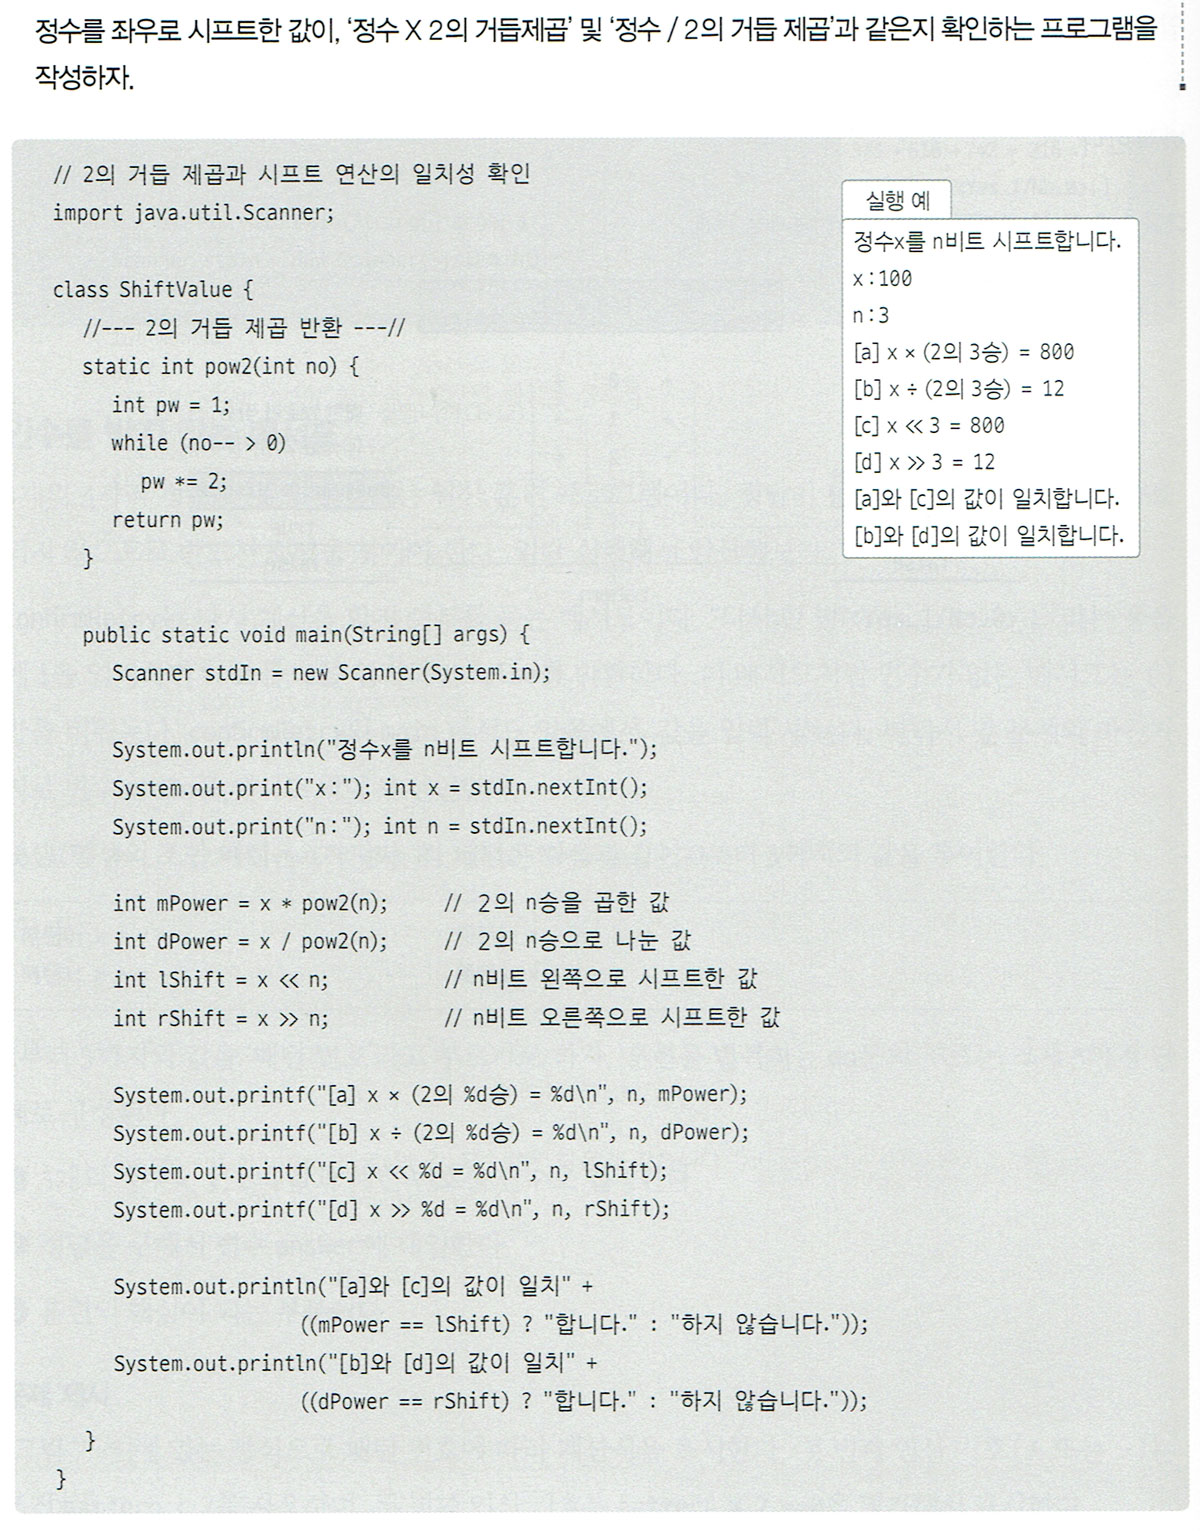 정수를 좌우로 시프트한 값이, ‘정수 X 2의 거듭제곱’ 및 ‘정수 / 2의 거듭 제곱’과 같은지 확인하는 프로그램을
작성하자.
// 2의 거듭 제곱과 시프트 연산의 일치성 확인
import java.util.Scanner;
class ShiftValue {
//--- 2의 거듭 제곱 반환 ---//
static int pow2(int no) {
int pw = 1;
while (no-- > 0)
pw *= 2;
return pw;
}
public static void main(String[] args) {
Scanner stdIn = new Scanner(System.in);
System.out.println("정수x를 n비트 시프트합니다.");
System.out.print("x:"); int x = stdIn.nextInt();
System.out.print("n:"); int n = stdIn.nextInt();
int mPower = x * pow2(n); // 2의 n승을 곱한 값
int dPower = x / pow2(n); // 2의 n승으로 나눈 값
int lShift = x << n; // n비트 왼쪽으로 시프트한 값
int rShift = x >> n; // n비트 오른쪽으로 시프트한 값
System.out.printf("[a] x × (2의 %d승) = %d\n", n, mPower);
System.out.printf("[b] x ÷ (2의 %d승) = %d\n", n, dPower);
System.out.printf("[c] x << %d = %d\n", n, lShift);
System.out.printf("[d] x >> %d = %d\n", n, rShift);
System.out.println("[a]와 [c]의 값이 일치" +
((mPower == lShift) ? "합니다." : "하지 않습니다."));
System.out.println("[b]와 [d]의 값이 일치" +
((dPower == rShift) ? "합니다." : "하지 않습니다."));
}
}
실행 예
정수x를 n비트 시프트합니다.
x:100
n:3
[a] x × (2의 3승) = 800
[b] x ÷ (2의 3승) = 12
[c] x << 3 = 800
[d] x >> 3 = 12
[a]와 [c]의 값이 일치합니다.
[b]와 [d]의 값이 일치합니다.